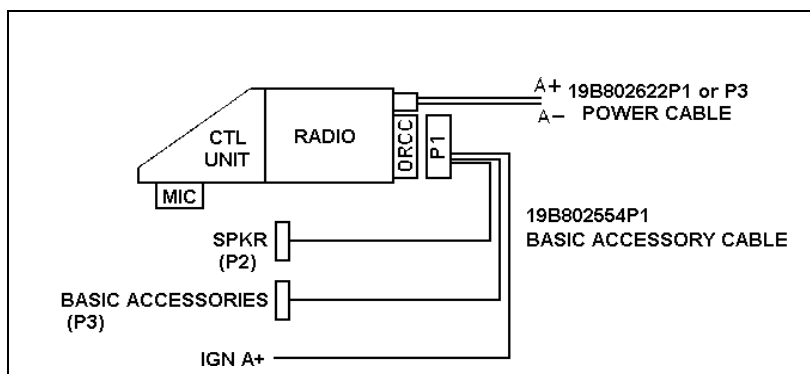 A+
19B802622P1 or P3
A−
POWER CABLE
CTL
UNIT
RADIO
ORCC
P1
MIC
19B802554P1
BASIC ACCESSORY CABLE
SPKR
(P2)
BASIC ACCESSORIES
(P3)
IGN A+